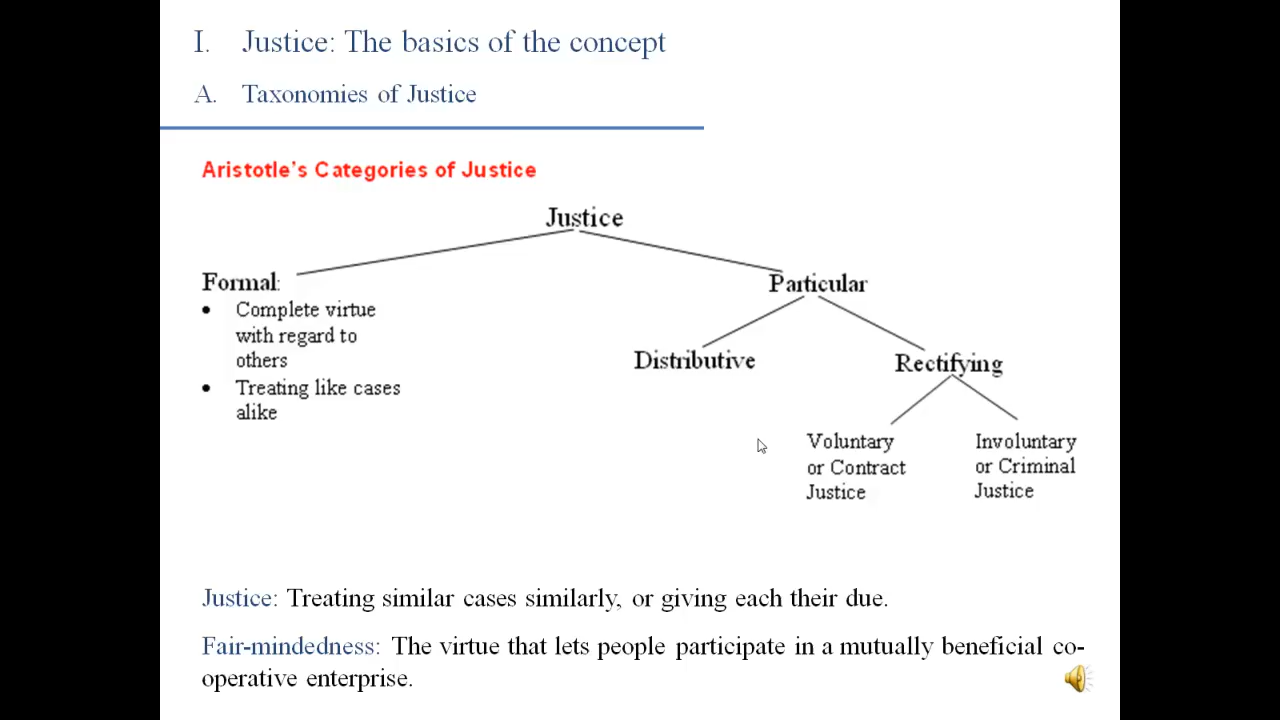 I. Justice: The basics of the concept
A. Taxonomies of Justice
Aristotle's Categories of Justice
Justice
Formal:
• Complete virtue
with regard to
others
• Treating like cases
alike
Particular
Distributive
Rectifying
Voluntary
or Contract
Justice
Involuntary
or Criminal
Justice
Justice: Treating similar cases similarly, or giving each their due.
Fair-mindedness: The virtue that lets people participate in a mutually beneficial co-
operative enterprise.